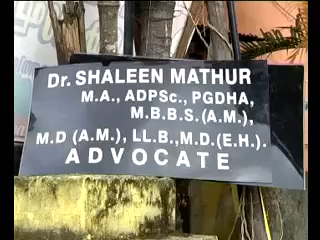 Dr. SHALEEN MATHUR
M.A., ADPSc., PGDHA,
M.B.B.S.(A.M.),
M.D (A.M.), LL.B.,M.D.(E.H.).
ADVOCATE